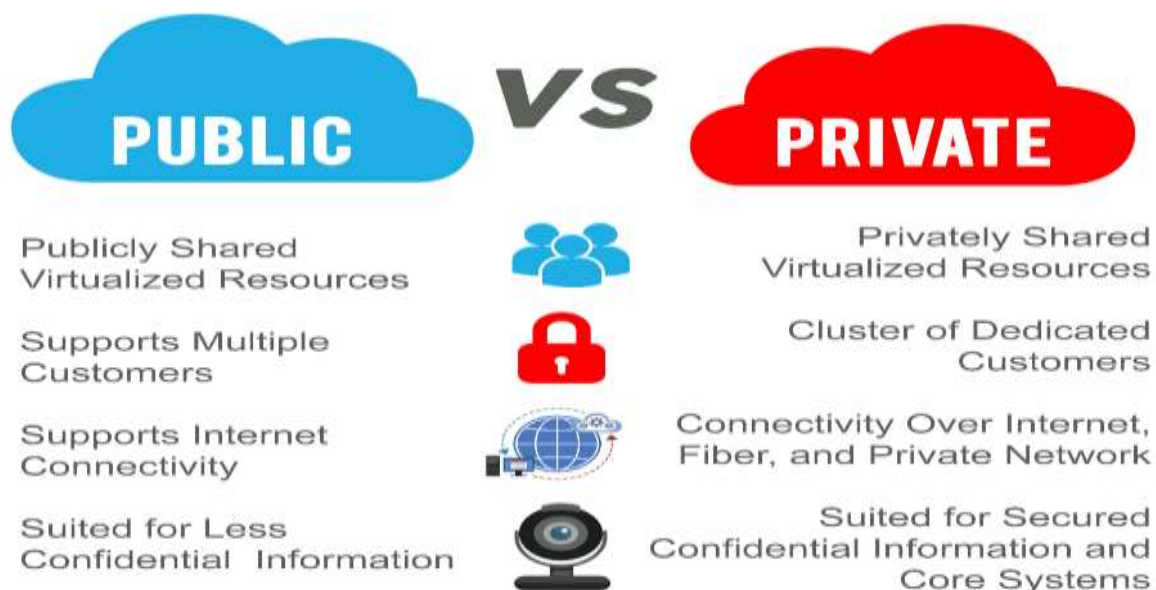 PUBLIC
VS
PRIVATE
Publicly Shared
Virtualized Resources
Privately Shared
Virtualized Resources
Supports Multiple
Customers
Cluster of Dedicated
Customers
Supports Internet
Connectivity
Connectivity Over Internet,
Fiber, and Private Network
Suited for Less
Confidential Information
Suited for Secured
Confidential Information and
Core Systems